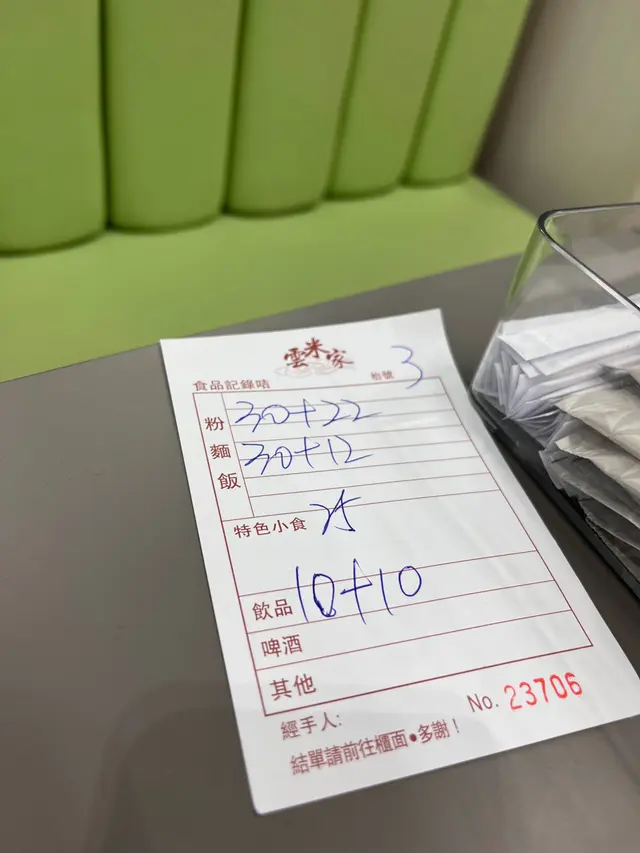 雲米家
食品記錄咭 枱號 3
粉 30+22
麵 30+12
飯
特色小食 25
飲品 10+10
啤酒
其他
經手人: No. 23706
結單請前往櫃面●多謝！